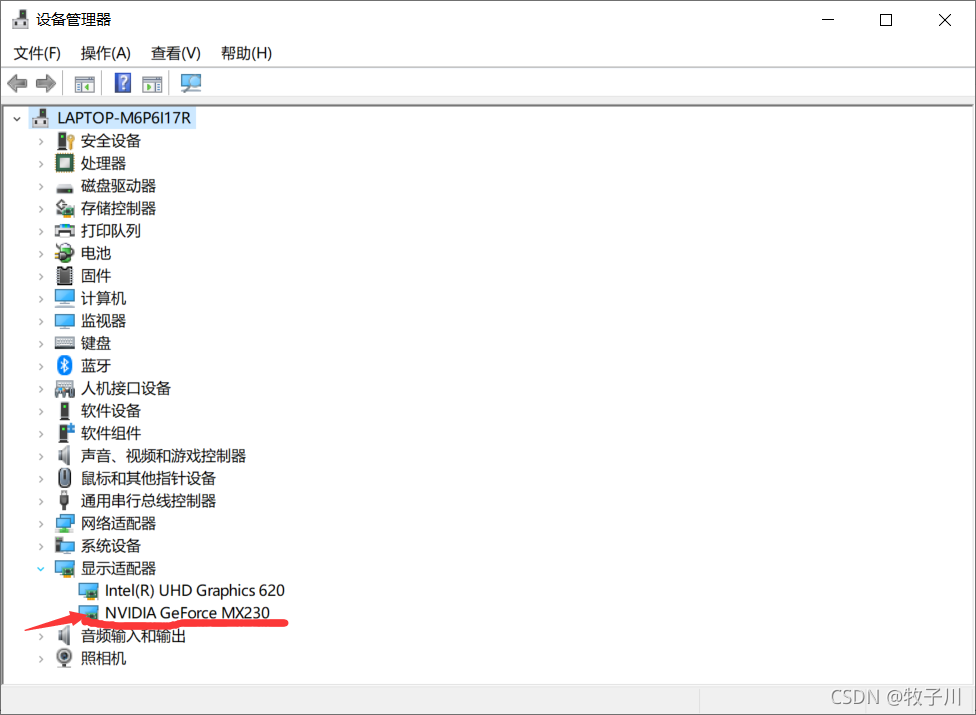 设备管理器
文件(F) 操作(A) 查看(V) 帮助(H)
LAPTOP-M6P6I17R
安全设备
处理器
磁盘驱动器
存储控制器
打印队列
电池
固件
计算机
监视器
键盘
蓝牙
人机接口设备
软件设备
软件组件
声音、视频和游戏控制器
鼠标和其他指针设备
通用串行总线控制器
网络适配器
系统设备
显示适配器
Intel(R) UHD Graphics 620
NVIDIA GeForce MX230
音频输入和输出
照相机
CSDN @牧子川